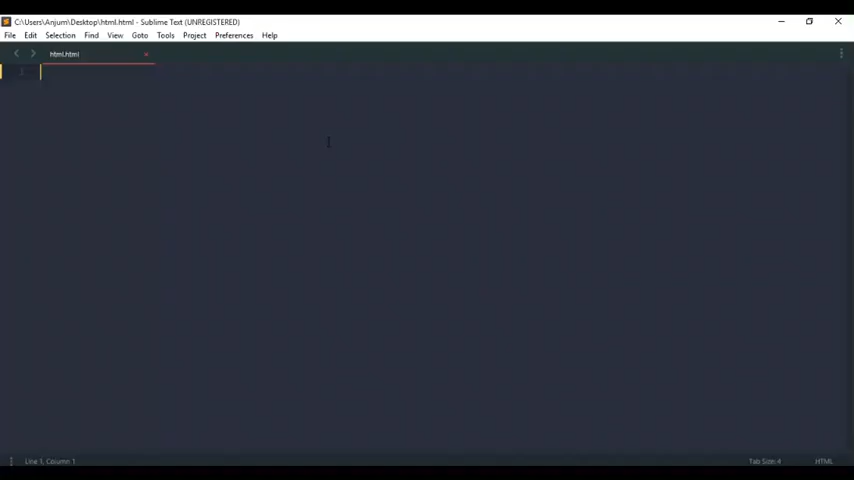 C:\Users\Anjum\Desktop\html.html - Sublime Text (UNREGISTERED)
File Edit Selection Find View Goto Tools Project Preferences Help
html.html
1
Line 1, Column 1 Tab Size: 4 HTML